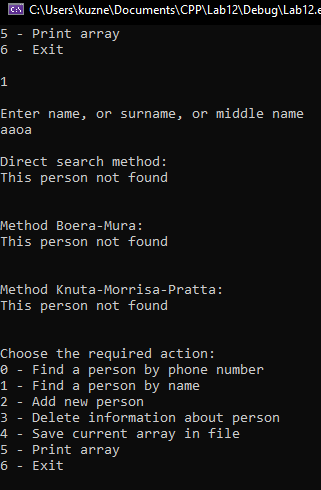 C:\Users\kuzne\Documents\CPP\Lab12\Debug\Lab12.e
5 - Print array
6 - Exit
1
Enter name, or surname, or middle name
aaoa
Direct search method:
This person not found
Method Boera-Mura:
This person not found
Method Knuta-Morrisa-Pratta:
This person not found
Choose the required action:
0 - Find a person by phone number
1 - Find a person by name
2 - Add new person
3 - Delete information about person
4 - Save current array in file
5 - Print array
6 - Exit